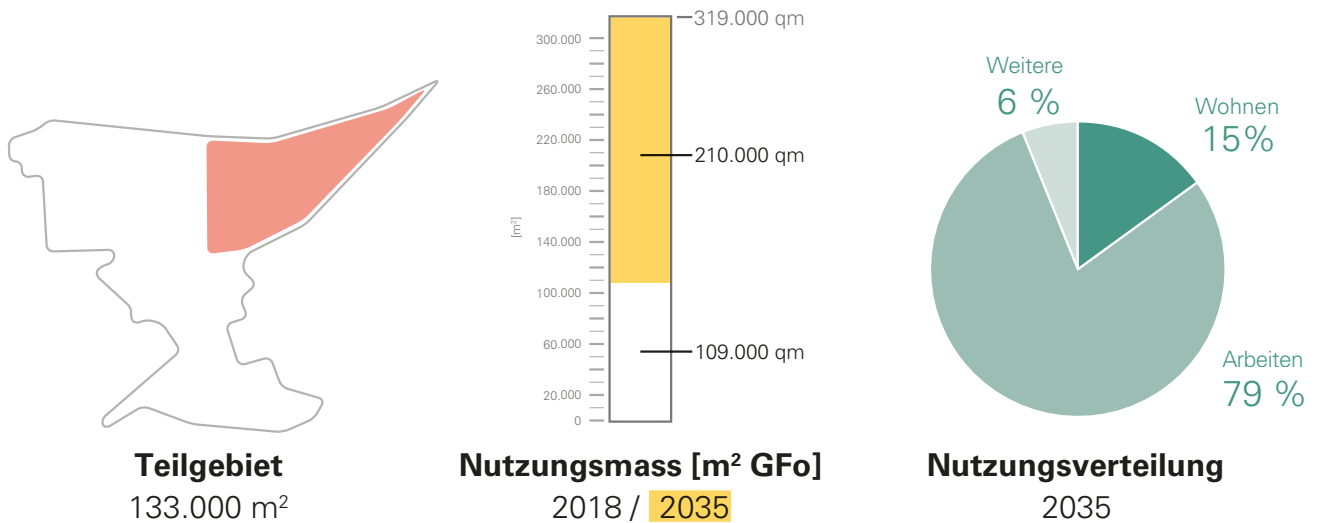 Teilgebiet
133.000 m²
319.000 qm
300.000
260.000
220.000
210.000 qm
180.000
[m²]
140.000
100.000
109.000 qm
60.000
20.000
0
Nutzungsmass [m² GFo]
2018 / 2035
Weitere
6 %
Wohnen
15%
Arbeiten
79 %
Nutzungsverteilung
2035